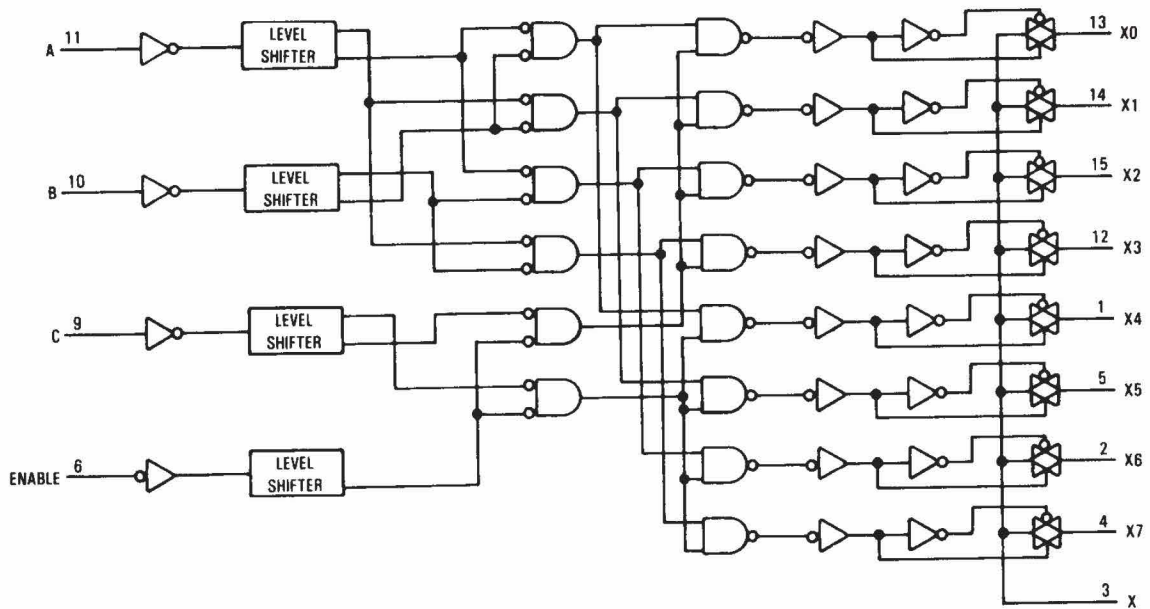 A 11
LEVEL
SHIFTER
13 X0
14 X1
B 10
LEVEL
SHIFTER
15 X2
12 X3
C 9
LEVEL
SHIFTER
1 X4
5 X5
ENABLE 6
LEVEL
SHIFTER
2 X6
4 X7
3 X